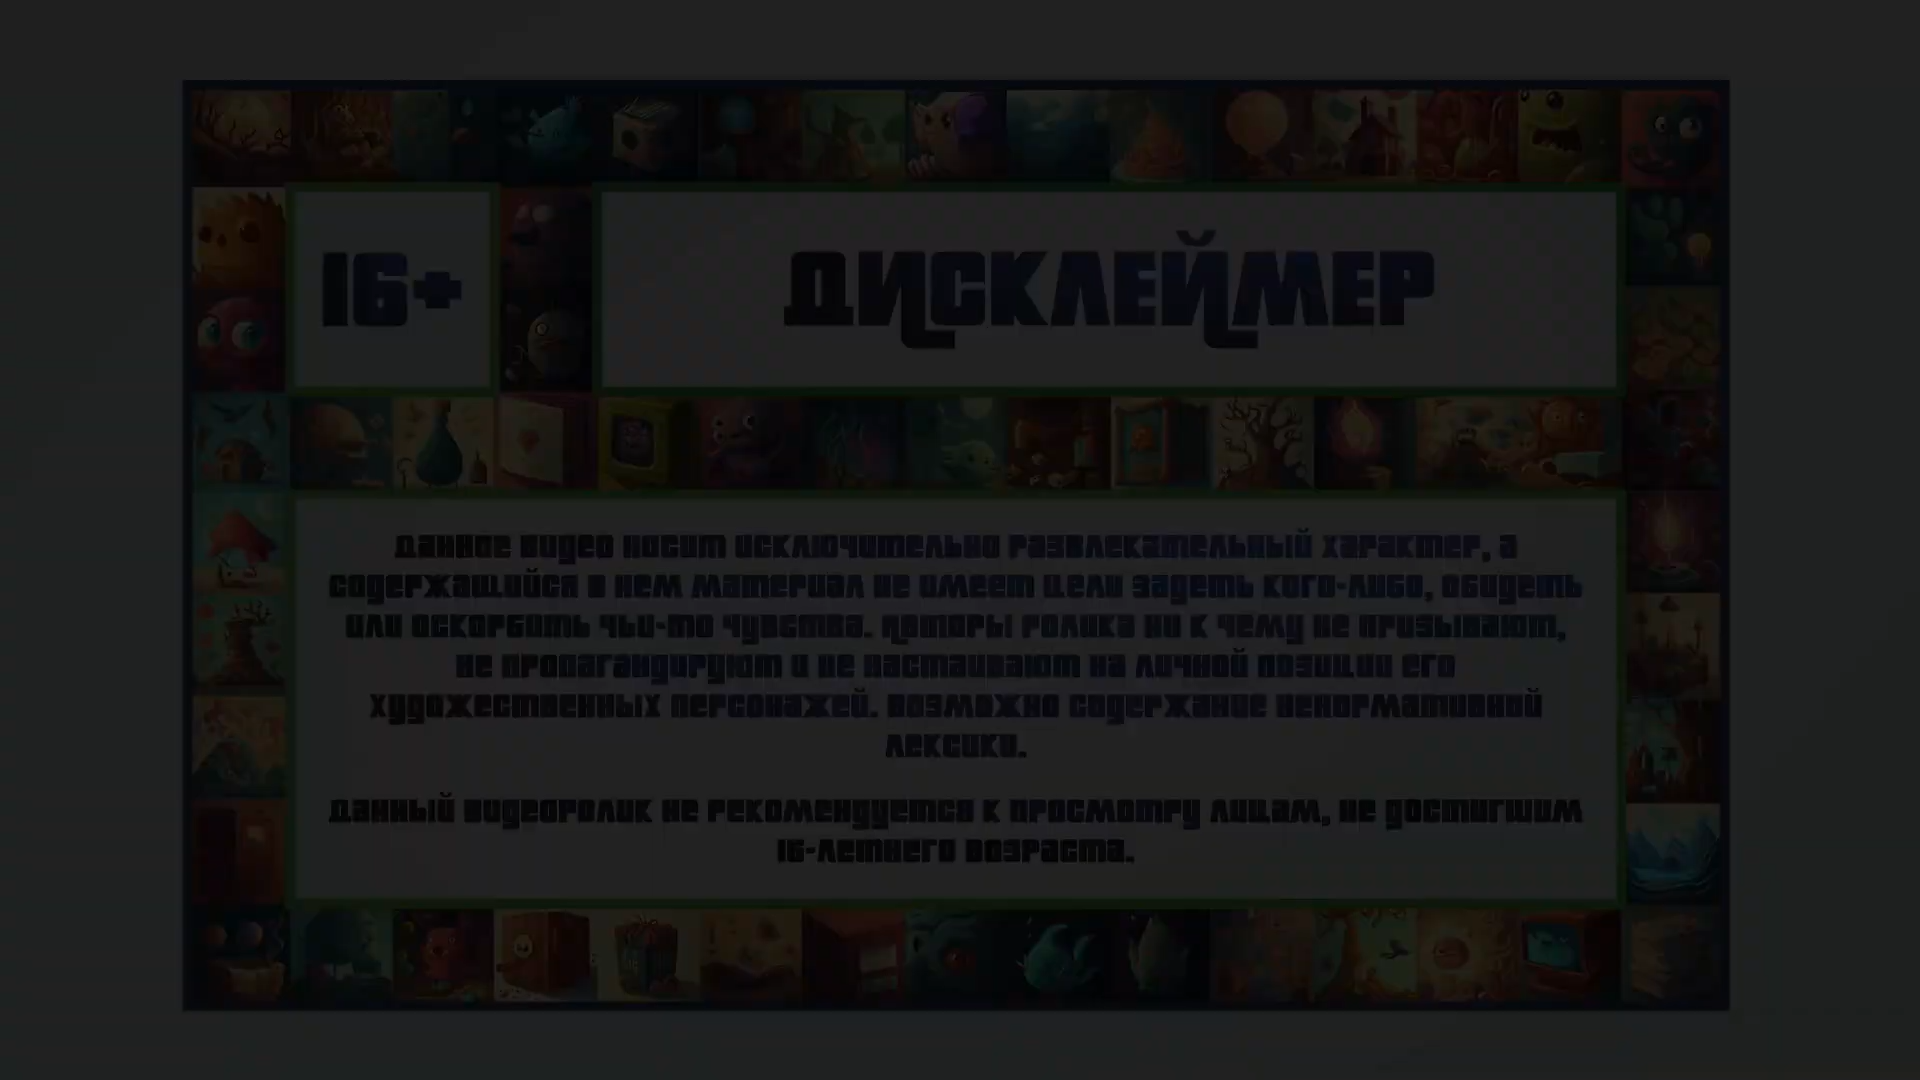 16+
ДИСКЛЕЙМЕР
Данное видео носит исключительно развлекательный характер, а
содержащийся в нем материал не имеет цели задеть кого-либо, обидеть
или оскорбить чьи-то чувства. Авторы ролика ни к чему не призывают,
не пропагандируют и не настаивают на личной позиции его
художественных персонажей. Возможно содержание ненормативной
лексики.
Данный видеоролик не рекомендуется к просмотру лицам, не достигшим
16-летнего возраста.